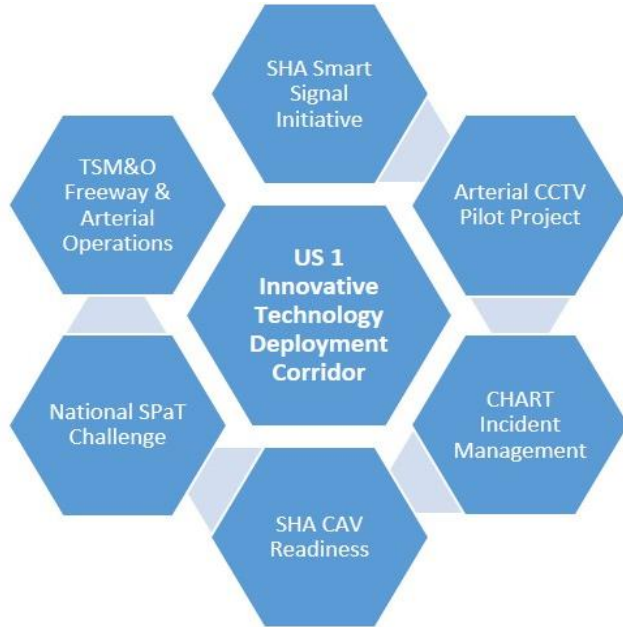 SHA Smart
Signal
Initiative
TSM&O
Freeway &
Arterial
Operations
Arterial CCTV
Pilot Project
US 1
Innovative
Technology
Deployment
Corridor
National SPaT
Challenge
CHART
Incident
Management
SHA CAV
Readiness